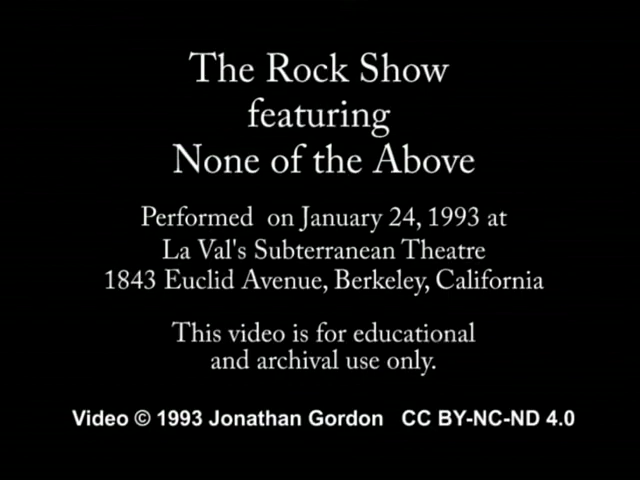 The Rock Show
featuring
None of the Above
Performed  on January 24, 1993 at
La Val's Subterranean Theatre
1843 Euclid Avenue, Berkeley, California
This video is for educational
and archival use only.
Video © 1993 Jonathan Gordon   CC BY-NC-ND 4.0